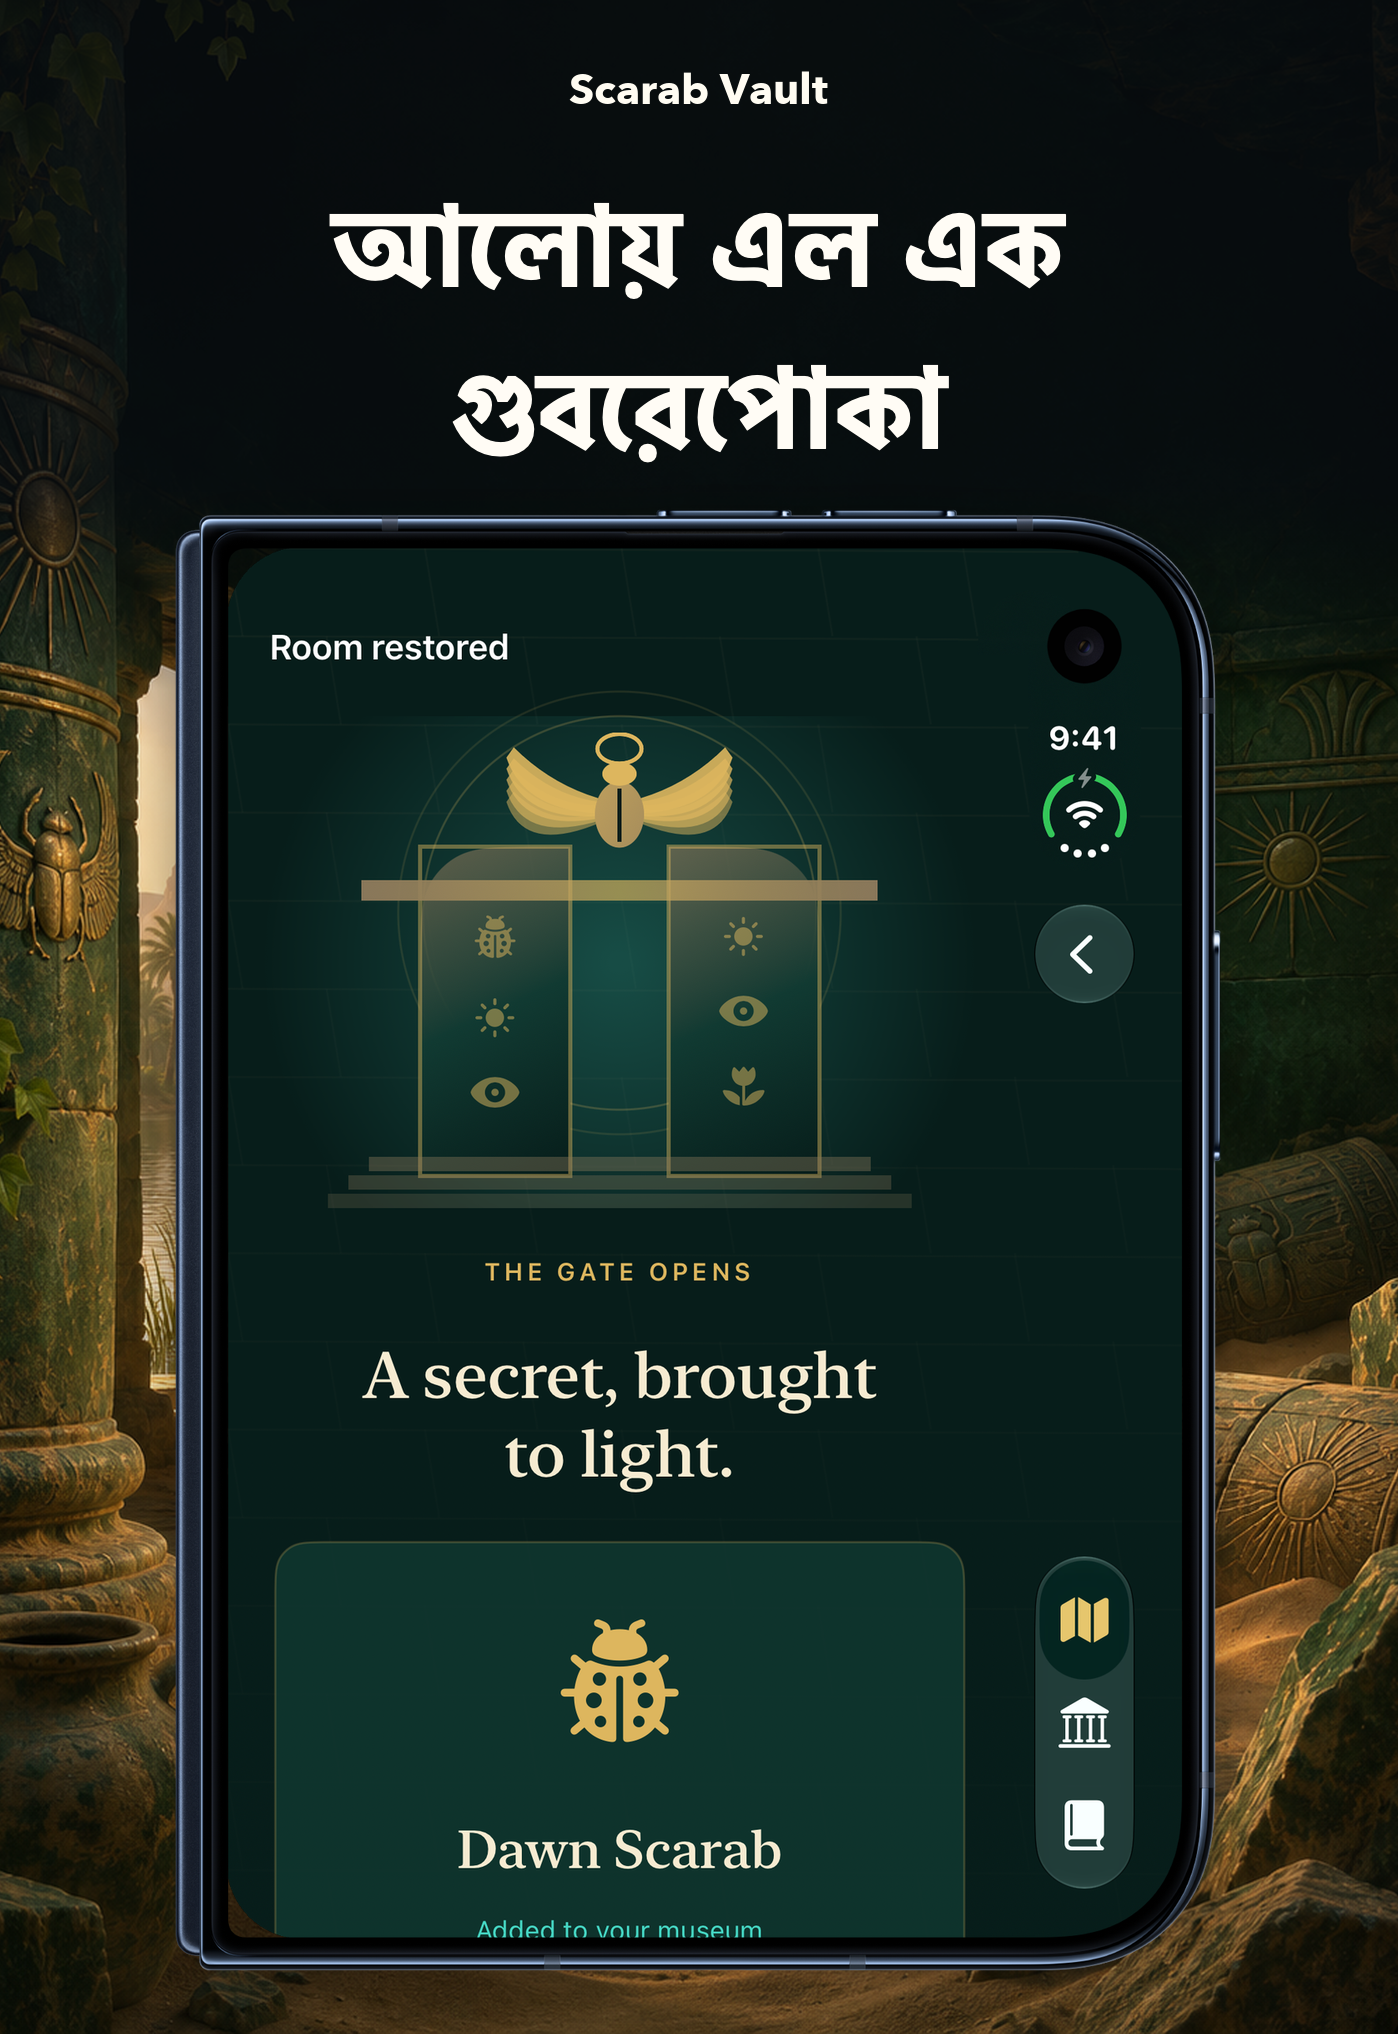 Scarab Vault
আলোয় এল এক
গুবরেপোকা
Room restored
9:41
THE GATE OPENS
A secret, brought
to light.
Dawn Scarab
Added to your museum